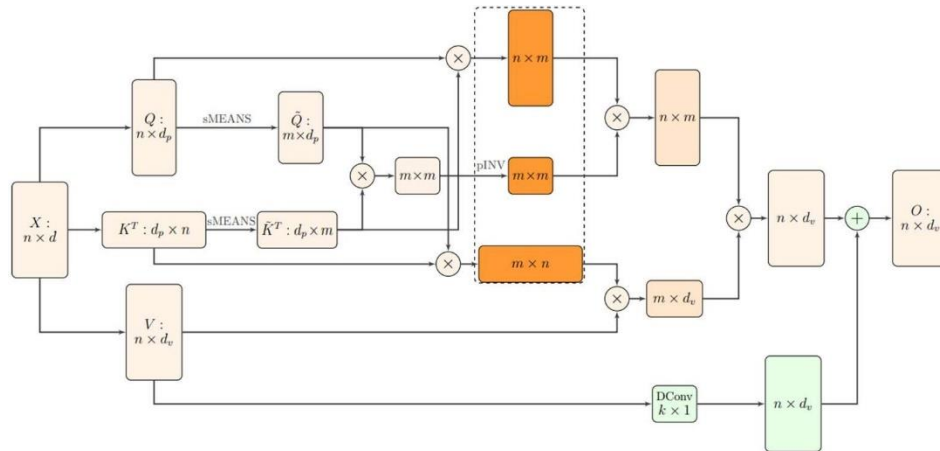 n × m
Q :
n × d_p
sMEANS
Q̃ :
m × d_p
×
×
n × m
×
m × m
pINV
m × m
X :
n × d
K^T : d_p × n
sMEANS
K̃^T : d_p × m
×
n × d_v
+
O :
n × d_v
×
m × n
×
m × d_v
V :
n × d_v
DConv
k × 1
n × d_v